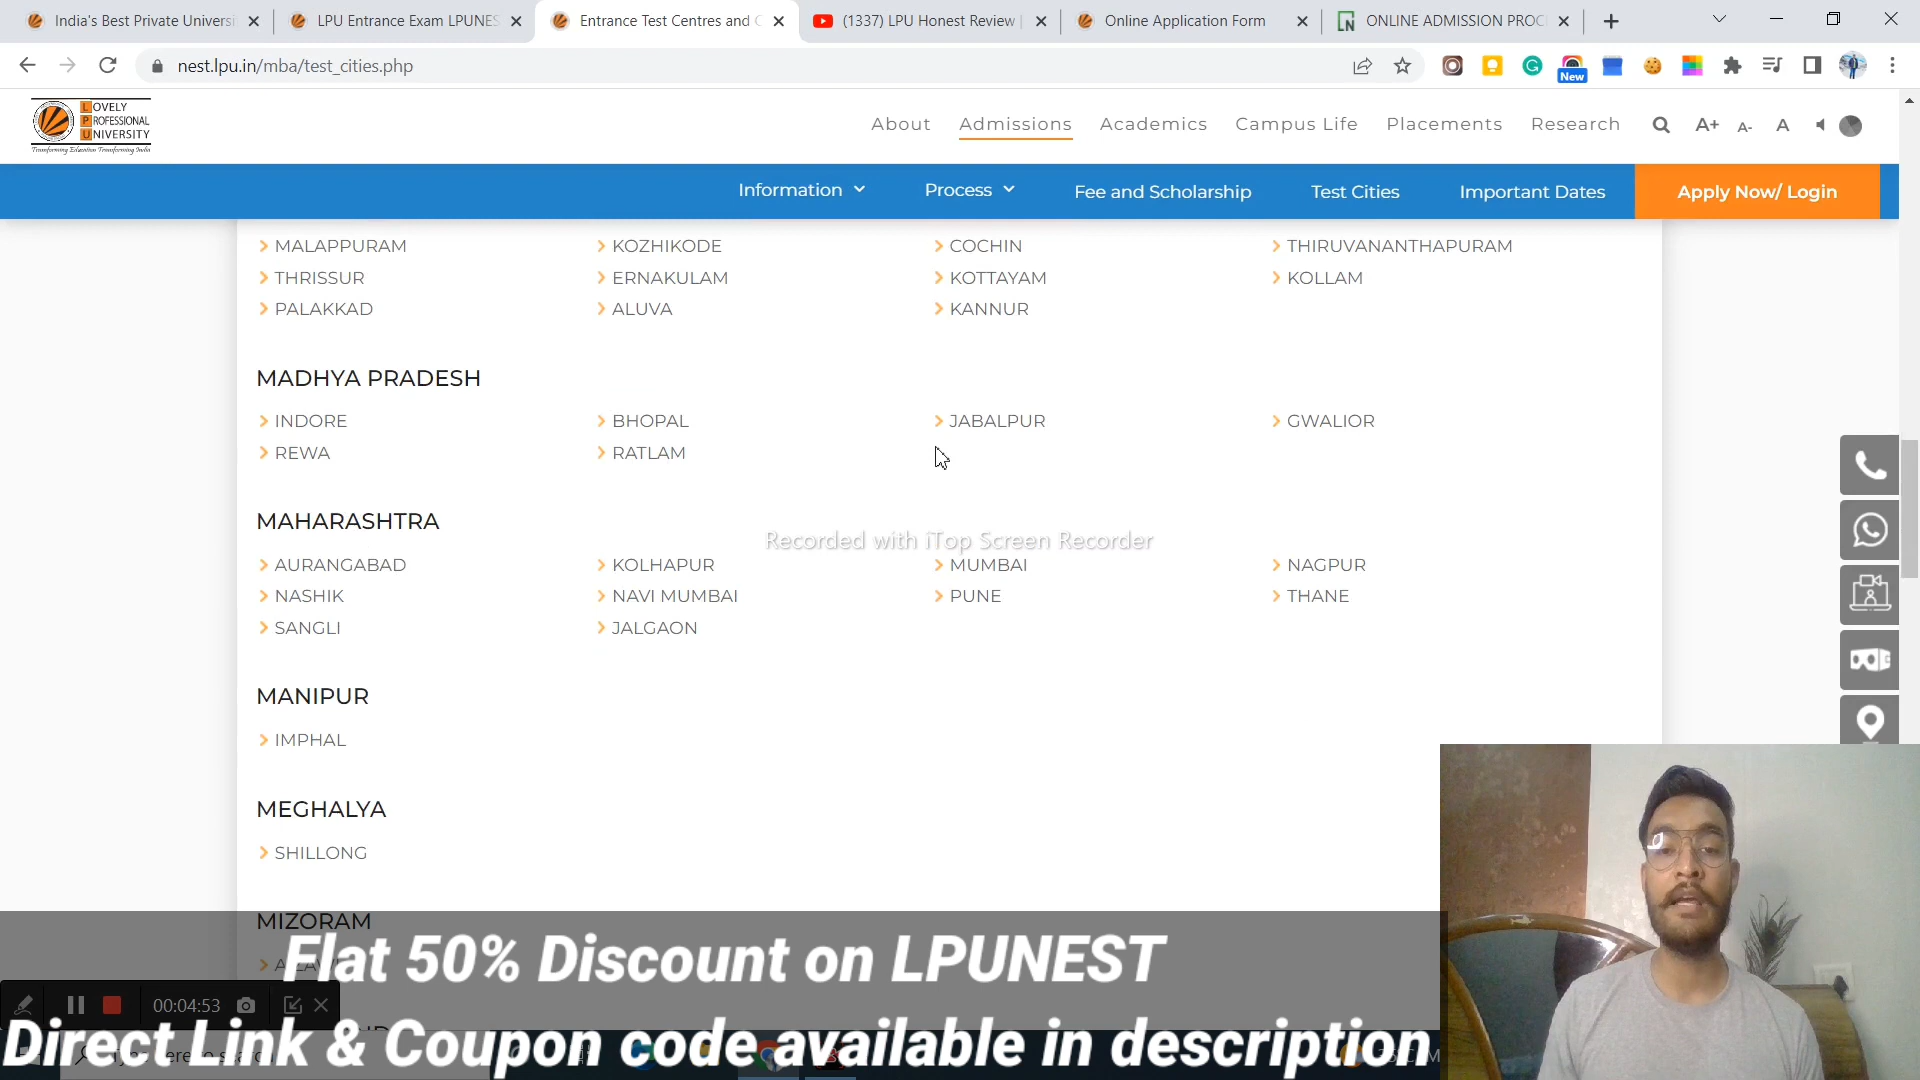 India's Best Private Universi
LPU Entrance Exam LPUNES
Entrance Test Centres and C
(1337) LPU Honest Review |
Online Application Form
ONLINE ADMISSION PROC
nest.lpu.in/mba/test_cities.php
New
LOVELY
PROFESSIONAL
UNIVERSITY
Transforming Education Transforming India
About Admissions Academics Campus Life Placements Research A+ A- A
Information Process Fee and Scholarship Test Cities Important Dates Apply Now/ Login
MALAPPURAM KOZHIKODE COCHIN THIRUVANANTHAPURAM
THRISSUR ERNAKULAM KOTTAYAM KOLLAM
PALAKKAD ALUVA KANNUR
MADHYA PRADESH
INDORE BHOPAL JABALPUR GWALIOR
REWA RATLAM
MAHARASHTRA
Recorded with iTop Screen Recorder
AURANGABAD KOLHAPUR MUMBAI NAGPUR
NASHIK NAVI MUMBAI PUNE THANE
SANGLI JALGAON
MANIPUR
IMPHAL
MEGHALYA
SHILLONG
MIZORAM
Flat 50% Discount on LPUNEST
00:04:53
Direct Link & Coupon code available in description